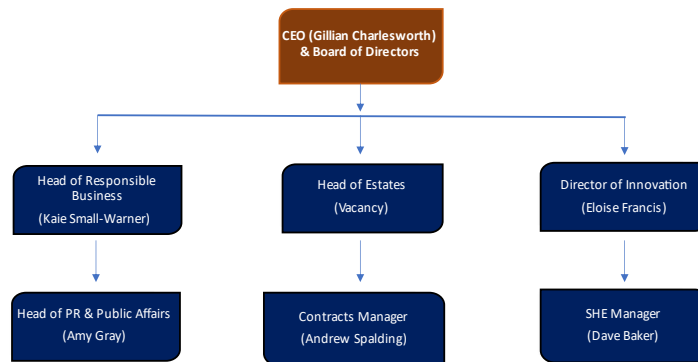 CEO (Gillian Charlesworth)
& Board of Directors
Head of Responsible
Business
(Kaie Small-Warner)
Head of Estates
(Vacancy)
Director of Innovation
(Eloise Francis)
Head of PR & Public Affairs
(Amy Gray)
Contracts Manager
(Andrew Spalding)
SHE Manager
(Dave Baker)